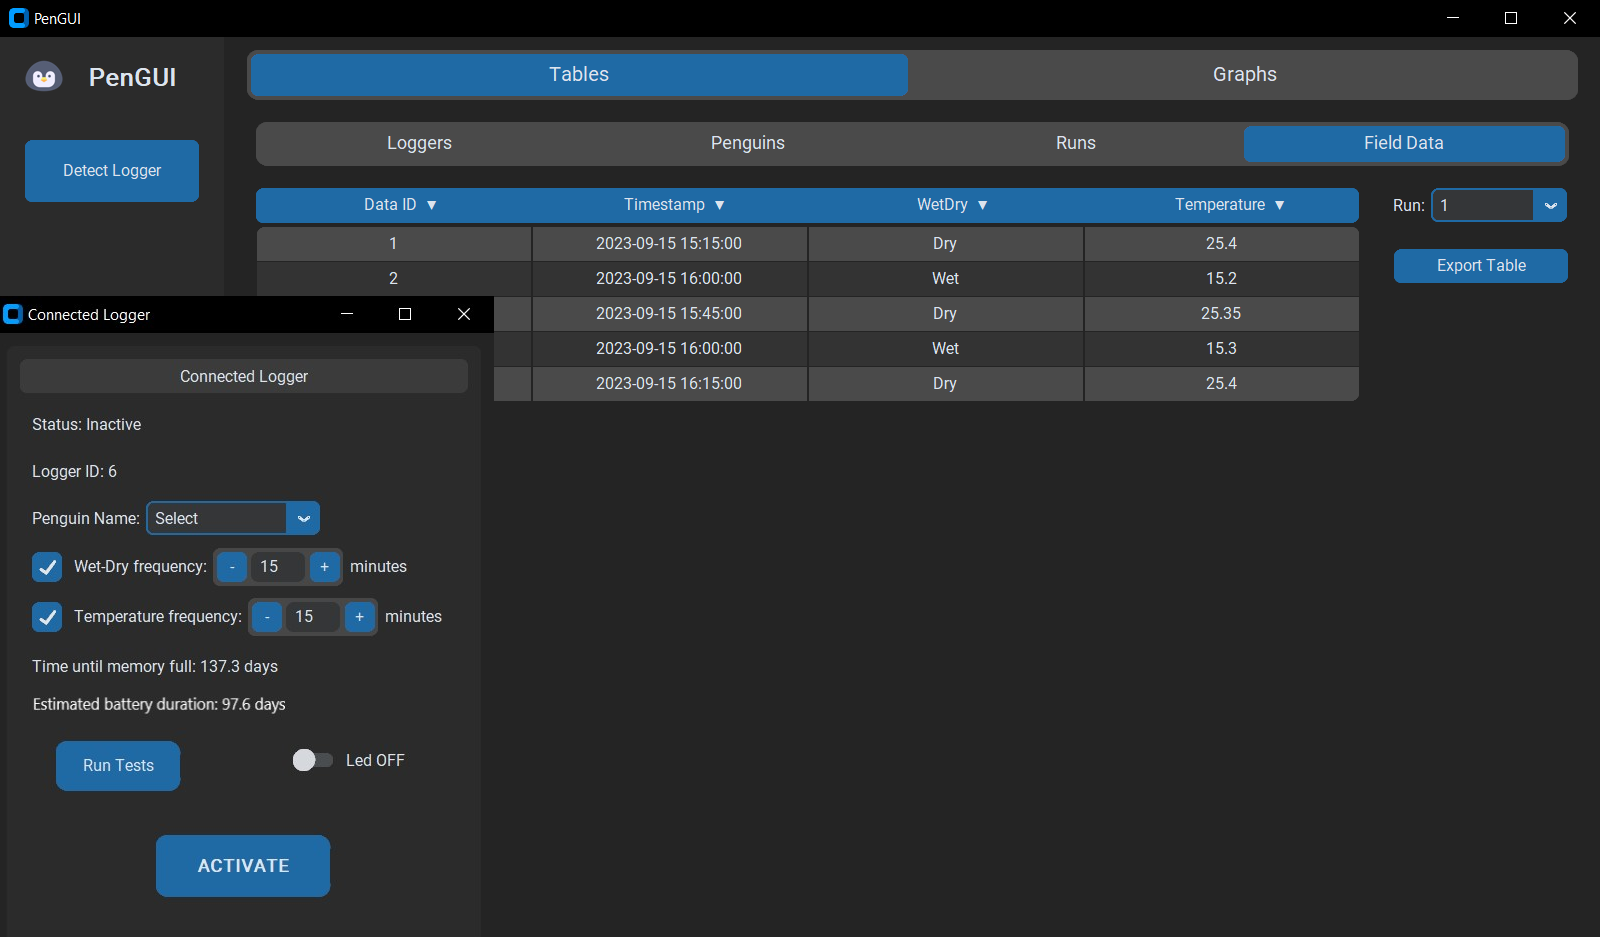 PenGUI
PenGUI
Detect Logger
Tables Graphs
Loggers Penguins Runs Field Data
Data ID ▼ Timestamp ▼ WetDry ▼ Temperature ▼
1 2023-09-15 15:15:00 Dry 25.4
2 2023-09-15 16:00:00 Wet 15.2
2023-09-15 15:45:00 Dry 25.35
2023-09-15 16:00:00 Wet 15.3
2023-09-15 16:15:00 Dry 25.4
Run: 1
Export Table
Connected Logger
Connected Logger
Status: Inactive
Logger ID: 6
Penguin Name: Select
Wet-Dry frequency: - 15 + minutes
Temperature frequency: - 15 + minutes
Time until memory full: 137.3 days
Estimated battery duration: 97.6 days
Run Tests Led OFF
ACTIVATE